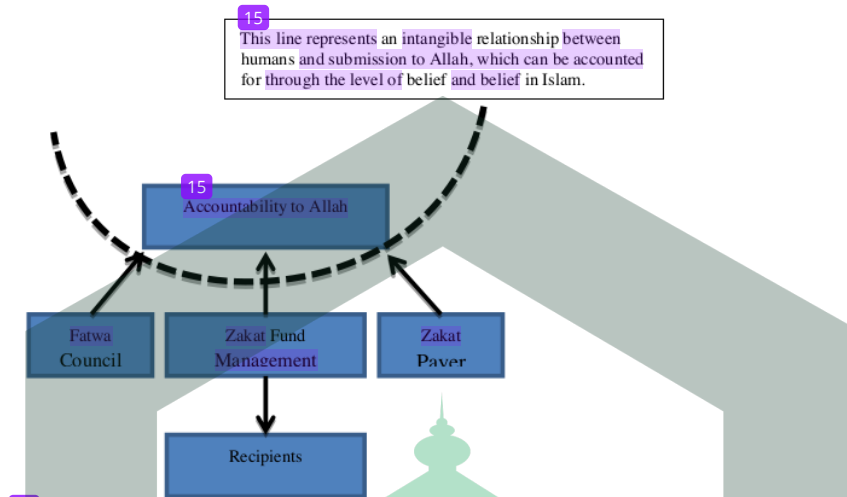 15
This line represents an intangible relationship between
humans and submission to Allah, which can be accounted
for through the level of belief and belief in Islam.
15
Accountability to Allah
Fatwa
Council
Zakat Fund
Management
Zakat
Payer
Recipients